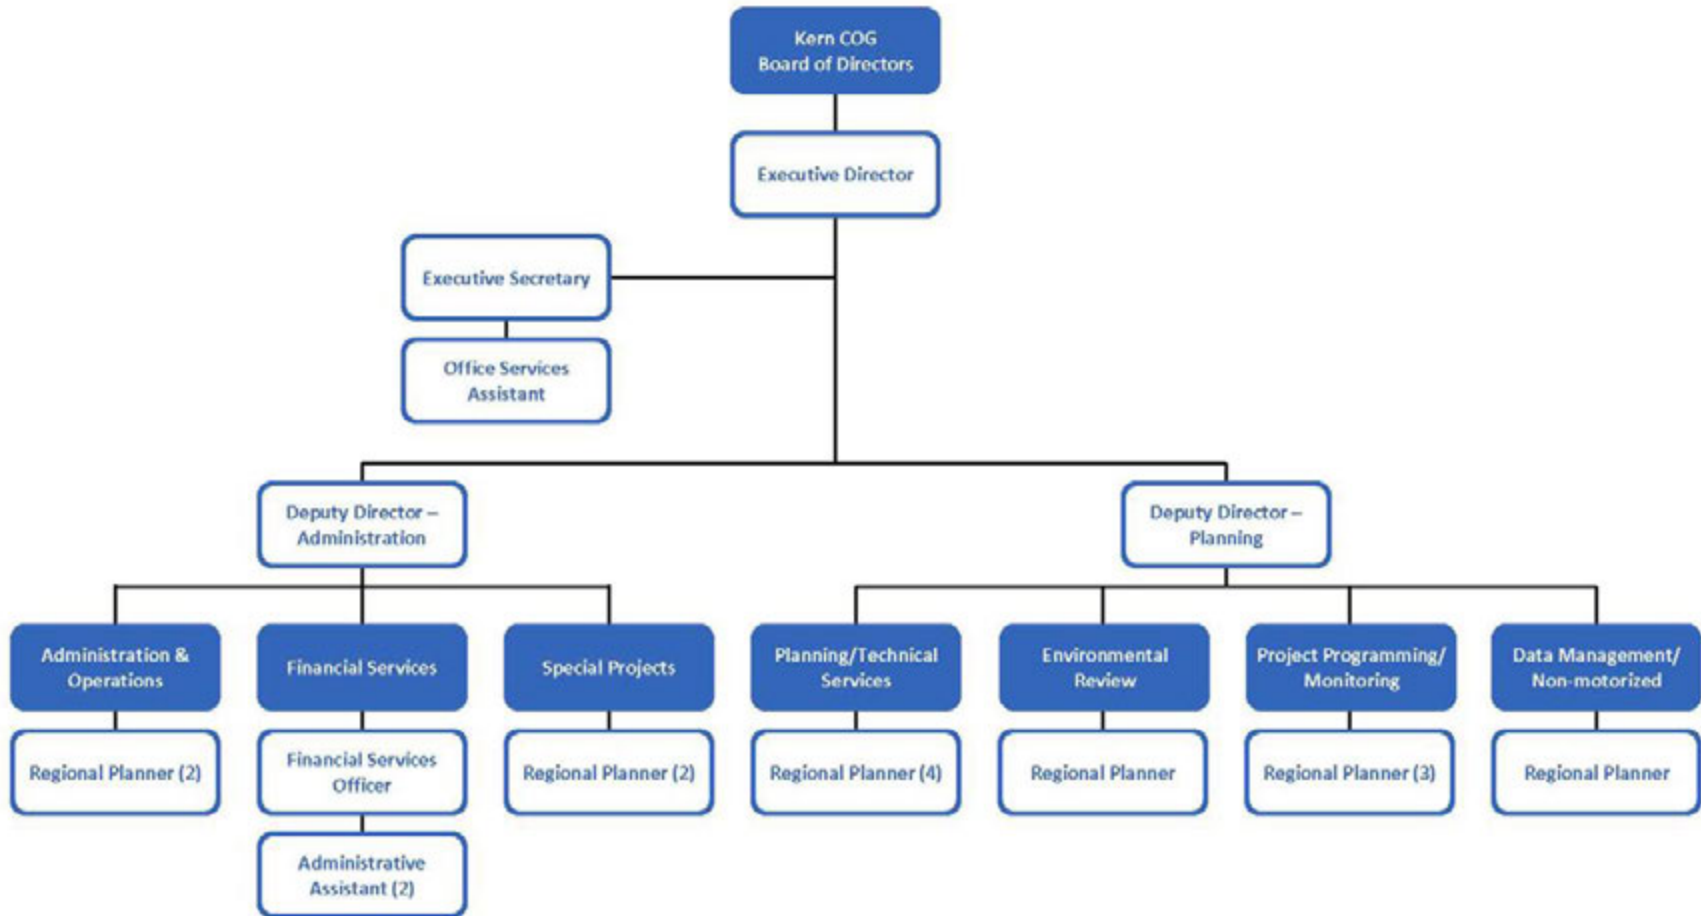 Kern COG
Board of Directors
Executive Director
Executive Secretary
Office Services
Assistant
Deputy Director –
Administration
Deputy Director –
Planning
Administration &
Operations
Financial Services
Special Projects
Planning/Technical
Services
Environmental
Review
Project Programming/
Monitoring
Data Management/
Non-motorized
Regional Planner (2)
Financial Services
Officer
Regional Planner (2)
Regional Planner (4)
Regional Planner
Regional Planner (3)
Regional Planner
Administrative
Assistant (2)